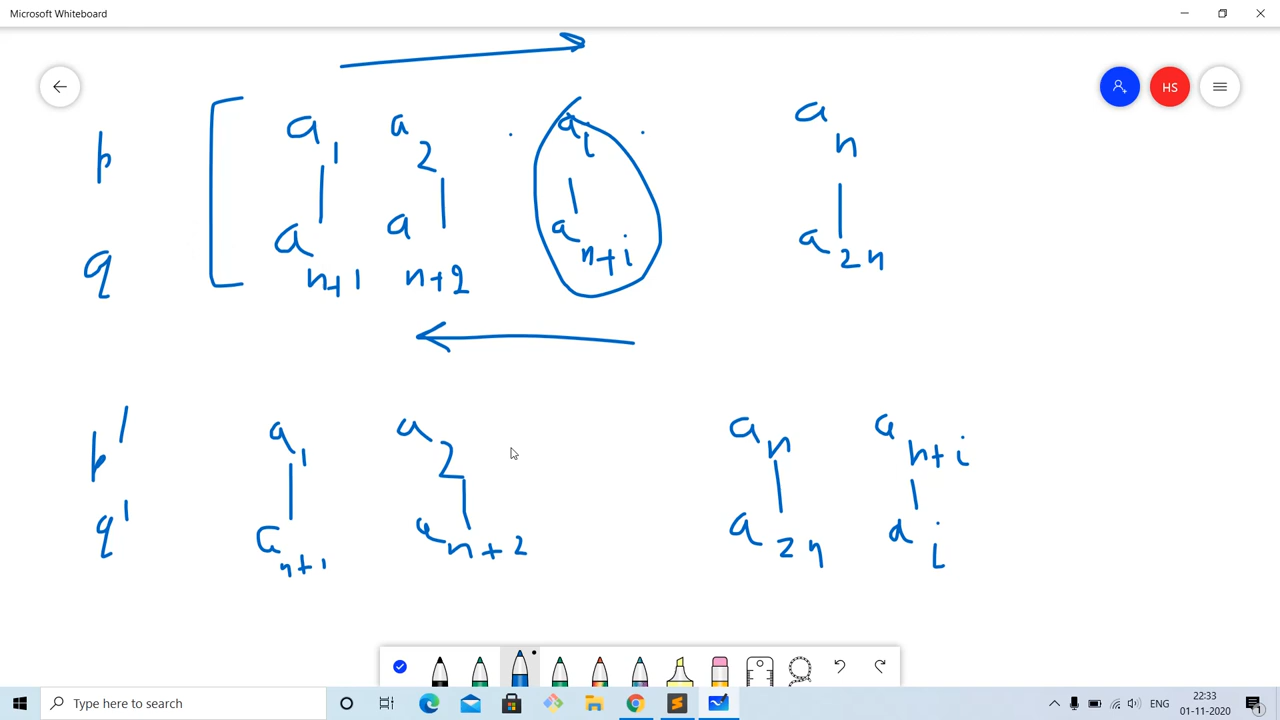 Microsoft Whiteboard
HS
p a1 a2 . ai . an
q an+1 an+2 an+i a2n
p' a1 a2 an an+i
q' an+1 an+2 a2n ai
Type here to search
ENG
22:33
01-11-2020
1